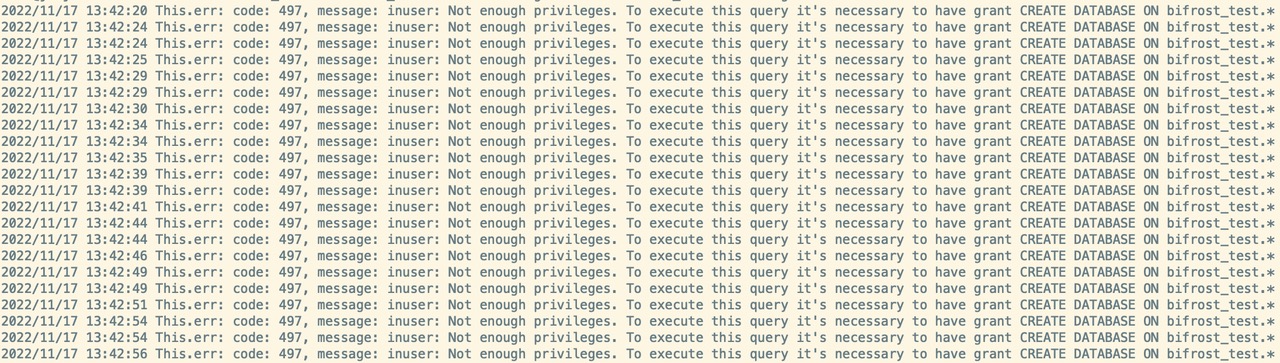 2022/11/17 13:42:20 This.err: code: 497, message: inuser: Not enough privileges. To execute this query it's necessary to have grant CREATE DATABASE ON bifrost_test.*
2022/11/17 13:42:24 This.err: code: 497, message: inuser: Not enough privileges. To execute this query it's necessary to have grant CREATE DATABASE ON bifrost_test.*
2022/11/17 13:42:24 This.err: code: 497, message: inuser: Not enough privileges. To execute this query it's necessary to have grant CREATE DATABASE ON bifrost_test.*
2022/11/17 13:42:25 This.err: code: 497, message: inuser: Not enough privileges. To execute this query it's necessary to have grant CREATE DATABASE ON bifrost_test.*
2022/11/17 13:42:29 This.err: code: 497, message: inuser: Not enough privileges. To execute this query it's necessary to have grant CREATE DATABASE ON bifrost_test.*
2022/11/17 13:42:29 This.err: code: 497, message: inuser: Not enough privileges. To execute this query it's necessary to have grant CREATE DATABASE ON bifrost_test.*
2022/11/17 13:42:30 This.err: code: 497, message: inuser: Not enough privileges. To execute this query it's necessary to have grant CREATE DATABASE ON bifrost_test.*
2022/11/17 13:42:34 This.err: code: 497, message: inuser: Not enough privileges. To execute this query it's necessary to have grant CREATE DATABASE ON bifrost_test.*
2022/11/17 13:42:34 This.err: code: 497, message: inuser: Not enough privileges. To execute this query it's necessary to have grant CREATE DATABASE ON bifrost_test.*
2022/11/17 13:42:35 This.err: code: 497, message: inuser: Not enough privileges. To execute this query it's necessary to have grant CREATE DATABASE ON bifrost_test.*
2022/11/17 13:42:39 This.err: code: 497, message: inuser: Not enough privileges. To execute this query it's necessary to have grant CREATE DATABASE ON bifrost_test.*
2022/11/17 13:42:39 This.err: code: 497, message: inuser: Not enough privileges. To execute this query it's necessary to have grant CREATE DATABASE ON bifrost_test.*
2022/11/17 13:42:41 This.err: code: 497, message: inuser: Not enough privileges. To execute this query it's necessary to have grant CREATE DATABASE ON bifrost_test.*
2022/11/17 13:42:44 This.err: code: 497, message: inuser: Not enough privileges. To execute this query it's necessary to have grant CREATE DATABASE ON bifrost_test.*
2022/11/17 13:42:44 This.err: code: 497, message: inuser: Not enough privileges. To execute this query it's necessary to have grant CREATE DATABASE ON bifrost_test.*
2022/11/17 13:42:46 This.err: code: 497, message: inuser: Not enough privileges. To execute this query it's necessary to have grant CREATE DATABASE ON bifrost_test.*
2022/11/17 13:42:49 This.err: code: 497, message: inuser: Not enough privileges. To execute this query it's necessary to have grant CREATE DATABASE ON bifrost_test.*
2022/11/17 13:42:49 This.err: code: 497, message: inuser: Not enough privileges. To execute this query it's necessary to have grant CREATE DATABASE ON bifrost_test.*
2022/11/17 13:42:51 This.err: code: 497, message: inuser: Not enough privileges. To execute this query it's necessary to have grant CREATE DATABASE ON bifrost_test.*
2022/11/17 13:42:54 This.err: code: 497, message: inuser: Not enough privileges. To execute this query it's necessary to have grant CREATE DATABASE ON bifrost_test.*
2022/11/17 13:42:54 This.err: code: 497, message: inuser: Not enough privileges. To execute this query it's necessary to have grant CREATE DATABASE ON bifrost_test.*
2022/11/17 13:42:56 This.err: code: 497, message: inuser: Not enough privileges. To execute this query it's necessary to have grant CREATE DATABASE ON bifrost_test.*